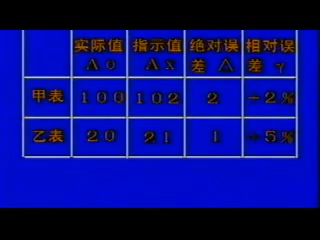 实际值 指示值 绝对误 相对误
A0 Ax 差 △ 差 γ
甲表 100 102 2 +2%
乙表 20 21 1 +5%